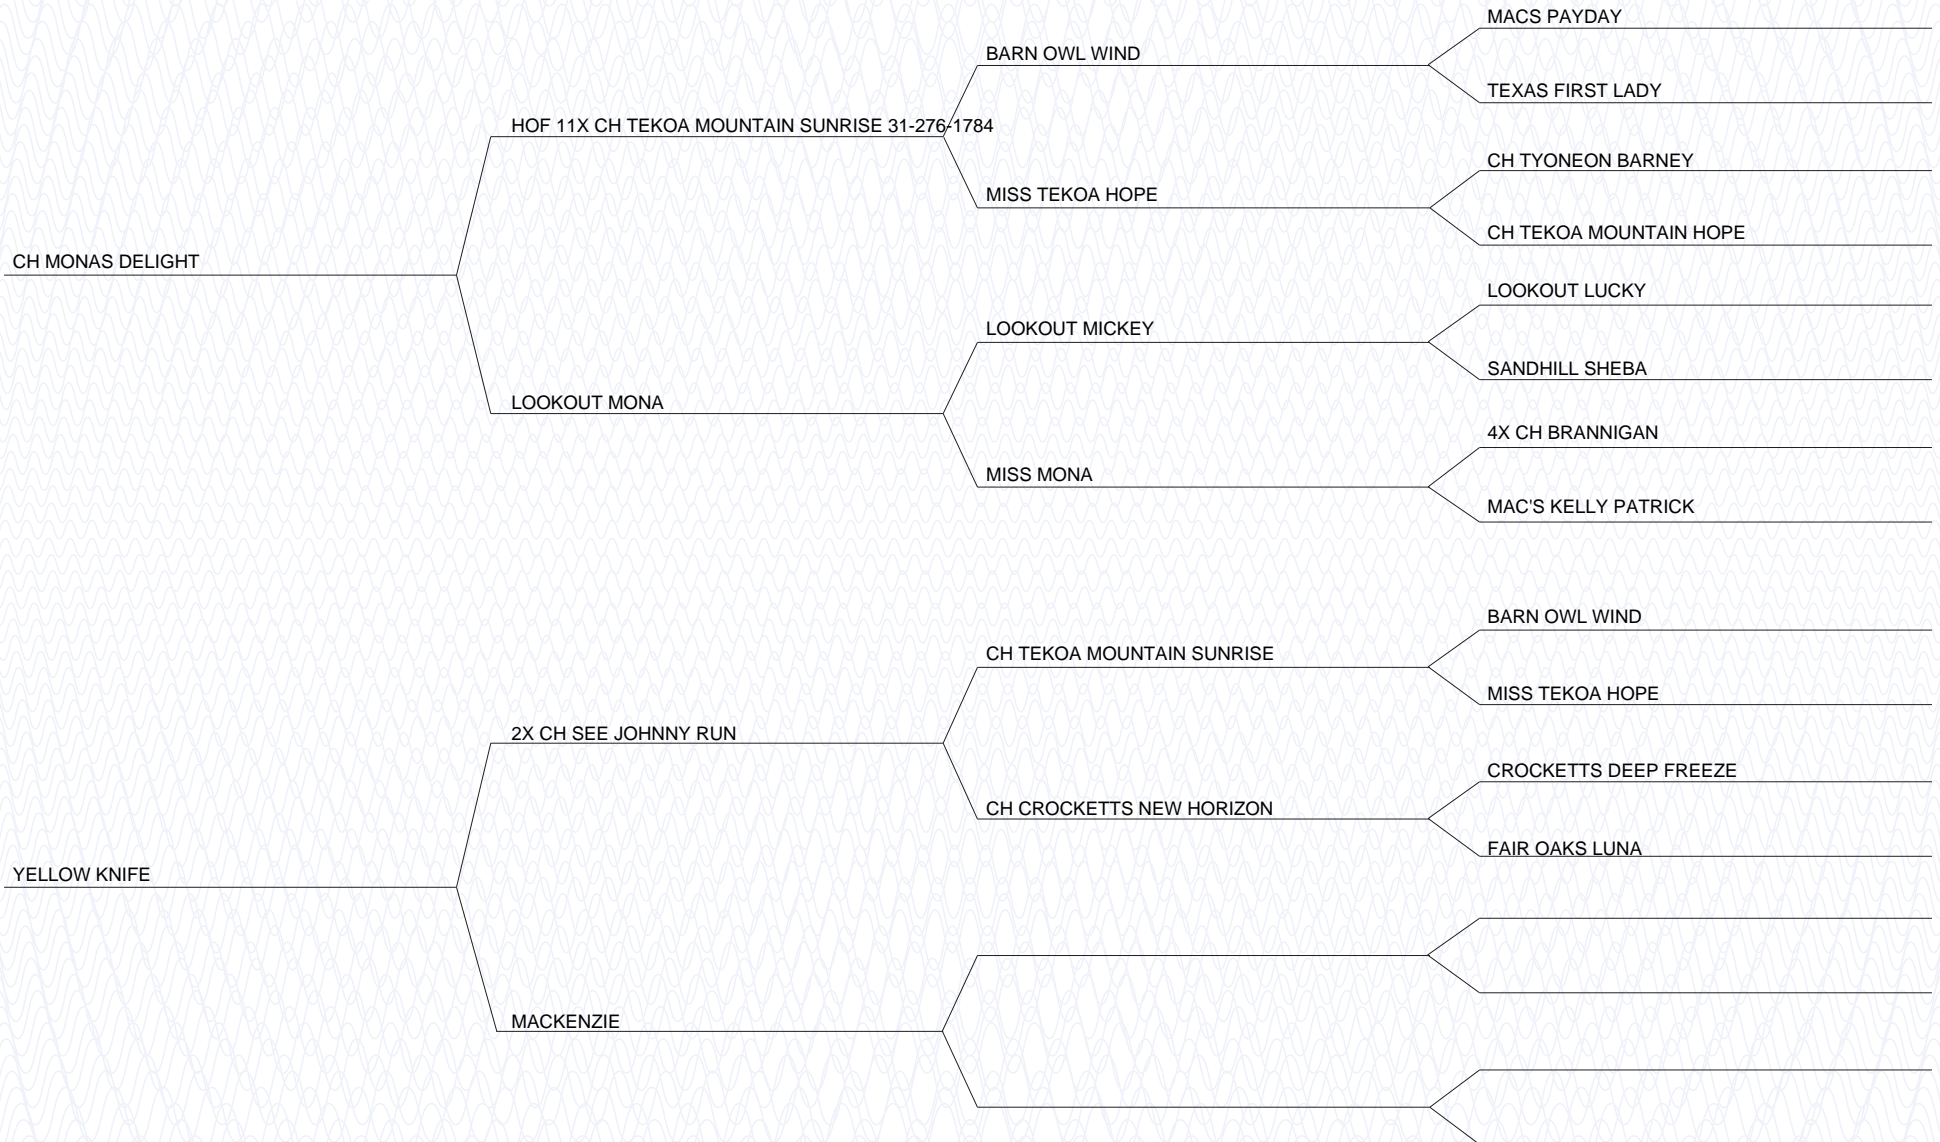 MACS PAYDAY
BARN OWL WIND
TEXAS FIRST LADY
HOF 11X CH TEKOA MOUNTAIN SUNRISE 31-276-1784
CH TYONEON BARNEY
MISS TEKOA HOPE
CH TEKOA MOUNTAIN HOPE
CH MONAS DELIGHT
LOOKOUT LUCKY
LOOKOUT MICKEY
SANDHILL SHEBA
LOOKOUT MONA
4X CH BRANNIGAN
MISS MONA
MAC'S KELLY PATRICK
BARN OWL WIND
CH TEKOA MOUNTAIN SUNRISE
MISS TEKOA HOPE
2X CH SEE JOHNNY RUN
CROCKETTS DEEP FREEZE
CH CROCKETTS NEW HORIZON
FAIR OAKS LUNA
YELLOW KNIFE
MACKENZIE